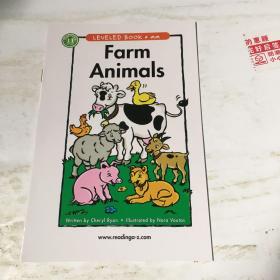 LEVELED BOOK • aa
Farm
Animals
Written by Cheryl Ryan • Illustrated by Nora Voutas
www.readinga-z.com